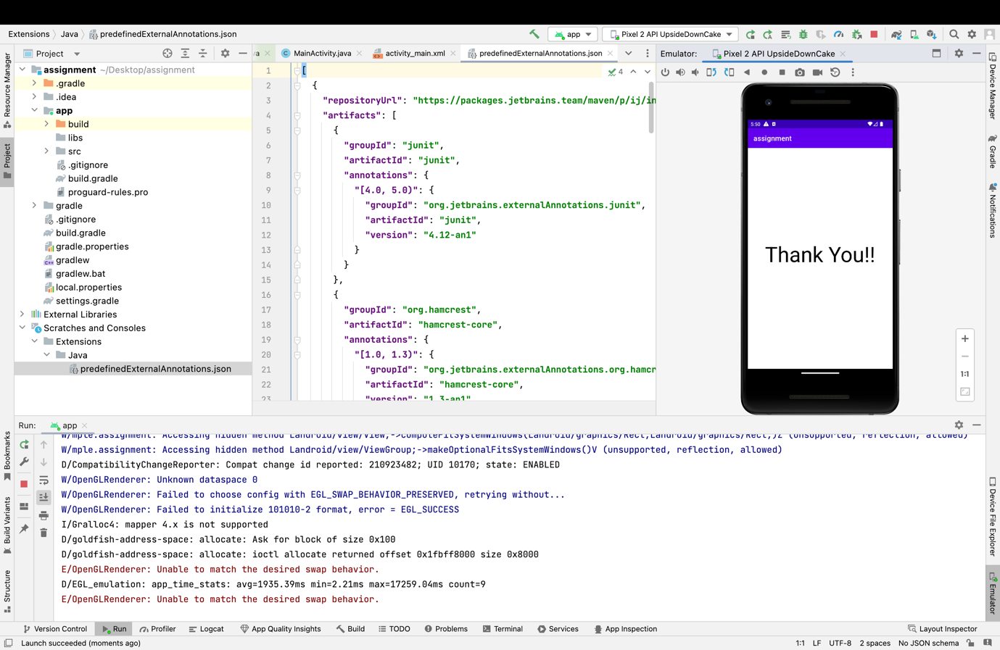 Extensions Java predefinedExternalAnnotations.json
app
Pixel 2 API UpsideDownCake
Project
MainActivity.java
activity_main.xml
predefinedExternalAnnotations.json
Emulator:
Pixel 2 API UpsideDownCake
assignment ~/Desktop/assignment
.gradle
.idea
app
build
libs
src
.gitignore
build.gradle
proguard-rules.pro
gradle
.gitignore
build.gradle
gradle.properties
gradlew
gradlew.bat
local.properties
settings.gradle
External Libraries
Scratches and Consoles
Extensions
Java
predefinedExternalAnnotations.json
4
1 [
2 {
3 "repositoryUrl": "https://packages.jetbrains.team/maven/p/ij/in
4 "artifacts": [
5 {
6 "groupId": "junit",
7 "artifactId": "junit",
8 "annotations": {
9 "[4.0, 5.0)": {
10 "groupId": "org.jetbrains.externalAnnotations.junit",
11 "artifactId": "junit",
12 "version": "4.12-an1"
13 }
14 }
15 },
16 {
17 "groupId": "org.hamcrest",
18 "artifactId": "hamcrest-core",
19 "annotations": {
20 "[1.0, 1.3)": {
21 "groupId": "org.jetbrains.externalAnnotations.org.hamcr
22 "artifactId": "hamcrest-core",
23 "version": "1.3-an1"
5:50
assignment
Thank You!!
1:1
Resource Manager
Project
Bookmarks
Build Variants
Structure
Device Manager
Gradle
Notifications
Device File Explorer
Emulator
Run:
app
W/mple.assignment: Accessing hidden method Landroid/view/View;->computeFitSystemWindows(Landroid/graphics/Rect;Landroid/graphics/Rect;)Z (unsupported, reflection, allowed)
W/mple.assignment: Accessing hidden method Landroid/view/ViewGroup;->makeOptionalFitsSystemWindows()V (unsupported, reflection, allowed)
D/CompatibilityChangeReporter: Compat change id reported: 210923482; UID 10170; state: ENABLED
W/OpenGLRenderer: Unknown dataspace 0
W/OpenGLRenderer: Failed to choose config with EGL_SWAP_BEHAVIOR_PRESERVED, retrying without...
W/OpenGLRenderer: Failed to initialize 101010-2 format, error = EGL_SUCCESS
I/Gralloc4: mapper 4.x is not supported
D/goldfish-address-space: allocate: Ask for block of size 0x100
D/goldfish-address-space: allocate: ioctl allocate returned offset 0x1fbff8000 size 0x8000
E/OpenGLRenderer: Unable to match the desired swap behavior.
D/EGL_emulation: app_time_stats: avg=1935.39ms min=2.21ms max=17259.04ms count=9
E/OpenGLRenderer: Unable to match the desired swap behavior.
Version Control
Run
Profiler
Logcat
App Quality Insights
Build
TODO
Problems
Terminal
Services
App Inspection
Layout Inspector
Launch succeeded (moments ago)
1:1 LF UTF-8 2 spaces No JSON schema